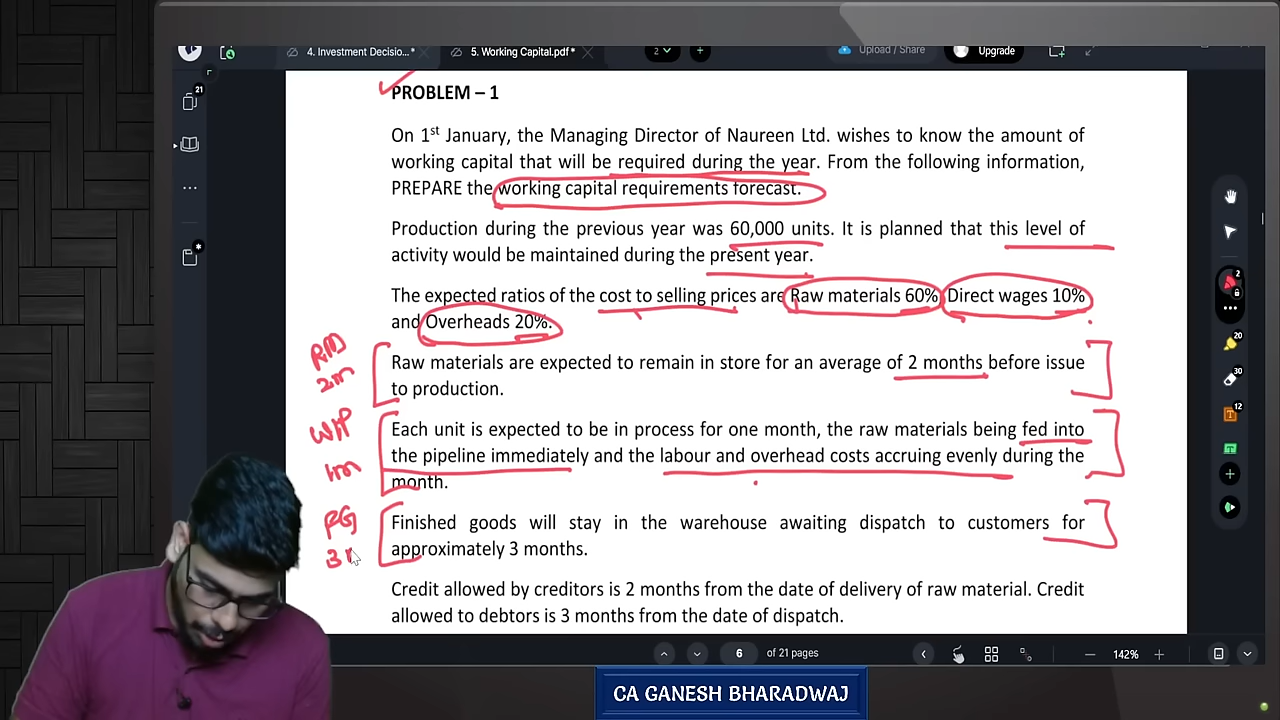 4. Investment Decisio...*
5. Working Capital.pdf*
2
Upload / Share
Upgrade
21
PROBLEM – 1
On 1st January, the Managing Director of Naureen Ltd. wishes to know the amount of
working capital that will be required during the year. From the following information,
PREPARE the working capital requirements forecast.
Production during the previous year was 60,000 units. It is planned that this level of
activity would be maintained during the present year.
The expected ratios of the cost to selling prices are Raw materials 60% Direct wages 10%
and Overheads 20%.
RM
2m
Raw materials are expected to remain in store for an average of 2 months before issue
to production.
WIP
1m
Each unit is expected to be in process for one month, the raw materials being fed into
the pipeline immediately and the labour and overhead costs accruing evenly during the
month.
FG
3
Finished goods will stay in the warehouse awaiting dispatch to customers for
approximately 3 months.
Credit allowed by creditors is 2 months from the date of delivery of raw material. Credit
allowed to debtors is 3 months from the date of dispatch.
2
20
30
12
6 of 21 pages
142%
CA GANESH BHARADWAJ